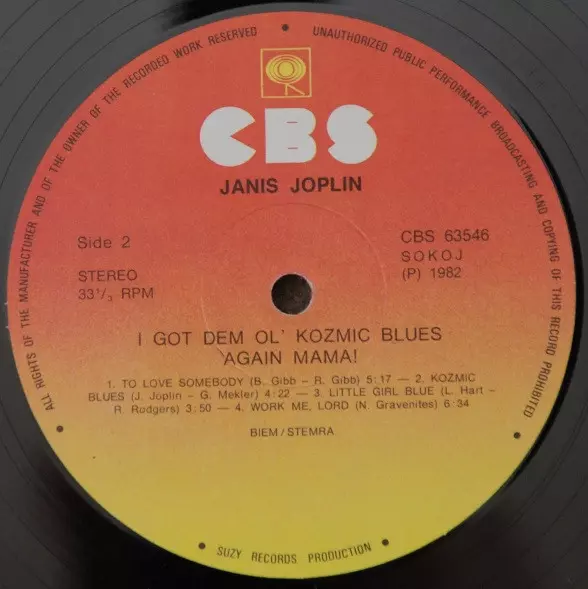 ALL RIGHTS OF THE MANUFACTURER AND OF THE OWNER OF THE RECORDED WORK RESERVED • UNAUTHORIZED PUBLIC PERFORMANCE BROADCASTING AND COPYING OF THIS RECORD PROHIBITED
CBS
JANIS JOPLIN
Side 2
STEREO
33⅓ RPM
CBS 63546
SOKOJ
(P) 1982
I GOT DEM OL' KOZMIC BLUES
AGAIN MAMA!
1. TO LOVE SOMEBODY (B. Gibb – R. Gibb) 5:17 — 2. KOZMIC
BLUES (J. Joplin – G. Mekler) 4:22 — 3. LITTLE GIRL BLUE (L. Hart –
R. Rodgers) 3:50 — 4. WORK ME, LORD (N. Gravenites) 6:34
BIEM/STEMRA
• SUZY RECORDS PRODUCTION •